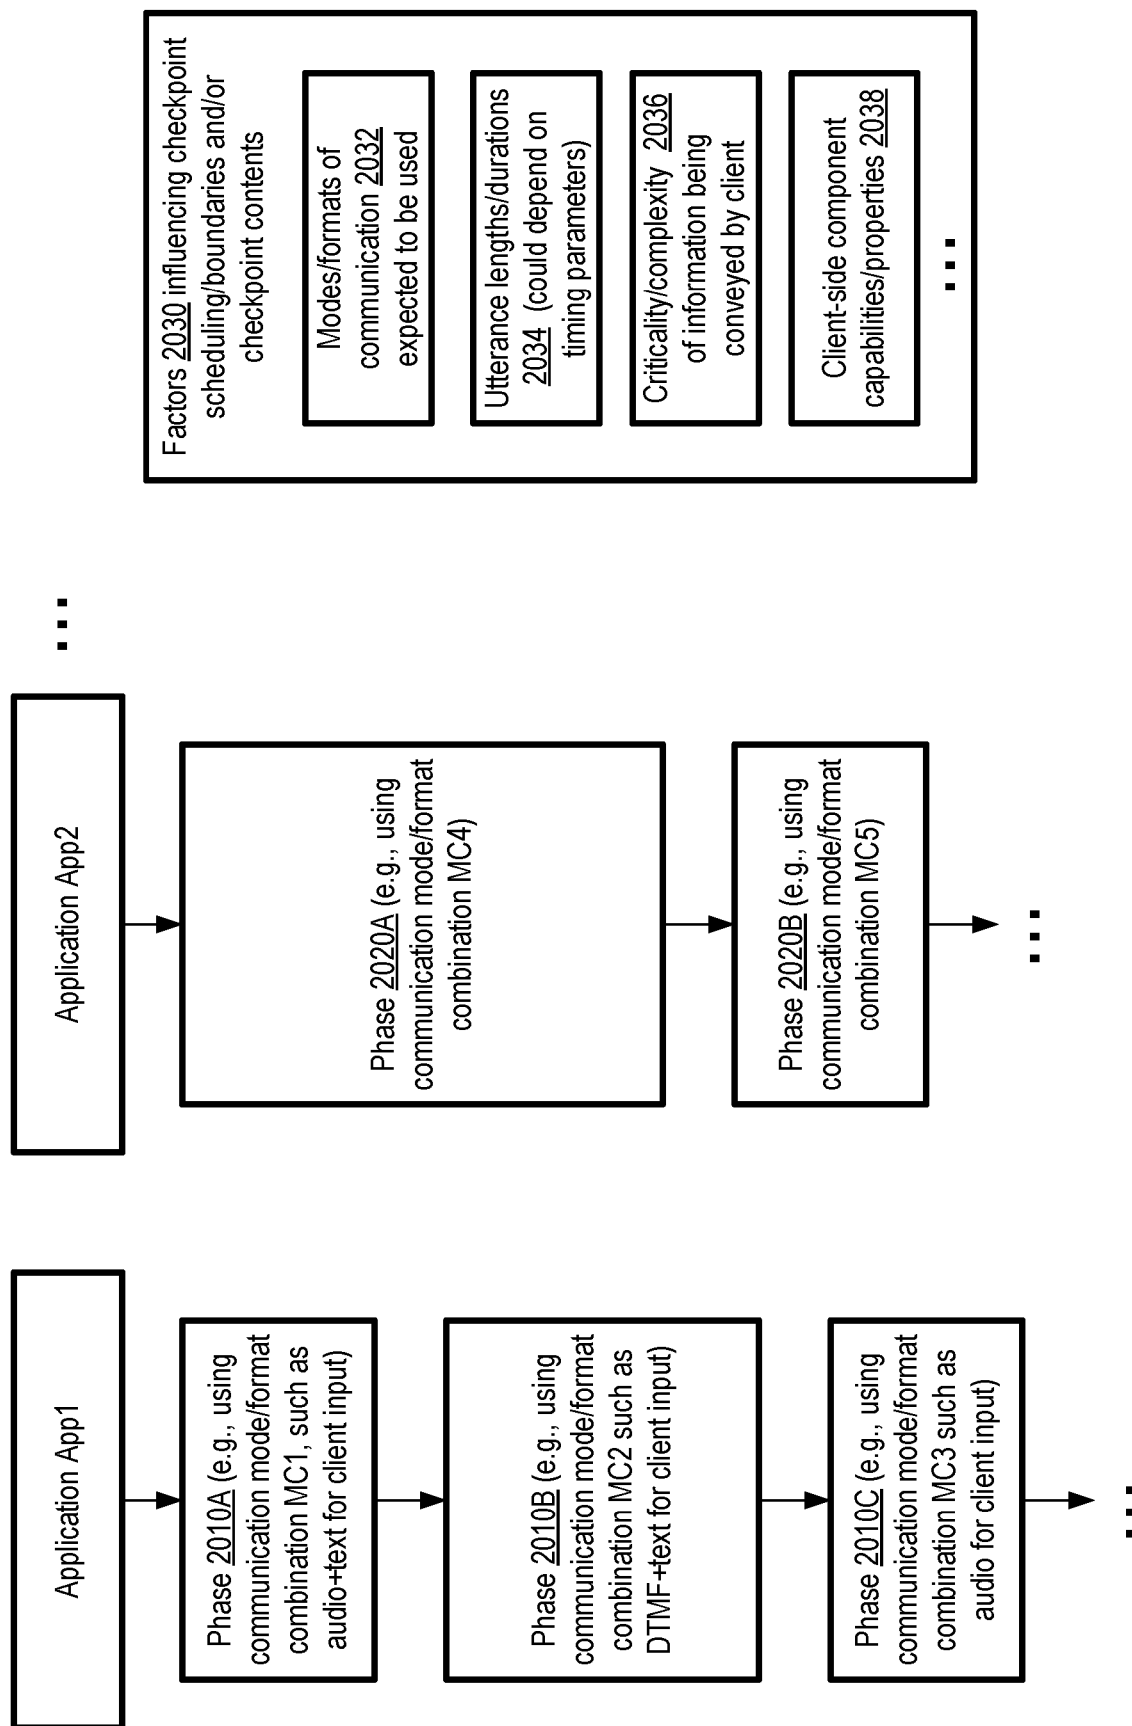 Application App1
Phase 2010A (e.g., using
communication mode/format
combination MC1, such as
audio+text for client input)
Phase 2010B (e.g., using
communication mode/format
combination MC2 such as
DTMF+text for client input)
Phase 2010C (e.g., using
communication mode/format
combination MC3 such as
audio for client input)
...
Application App2
Phase 2020A (e.g., using
communication mode/format
combination MC4)
Phase 2020B (e.g., using
communication mode/format
combination MC5)
...
...
Factors 2030 influencing checkpoint
scheduling/boundaries and/or
checkpoint contents
Modes/formats of
communication 2032
expected to be used
Utterance lengths/durations
2034 (could depend on
timing parameters)
Criticality/complexity 2036
of information being
conveyed by client
Client-side component
capabilities/properties 2038
...